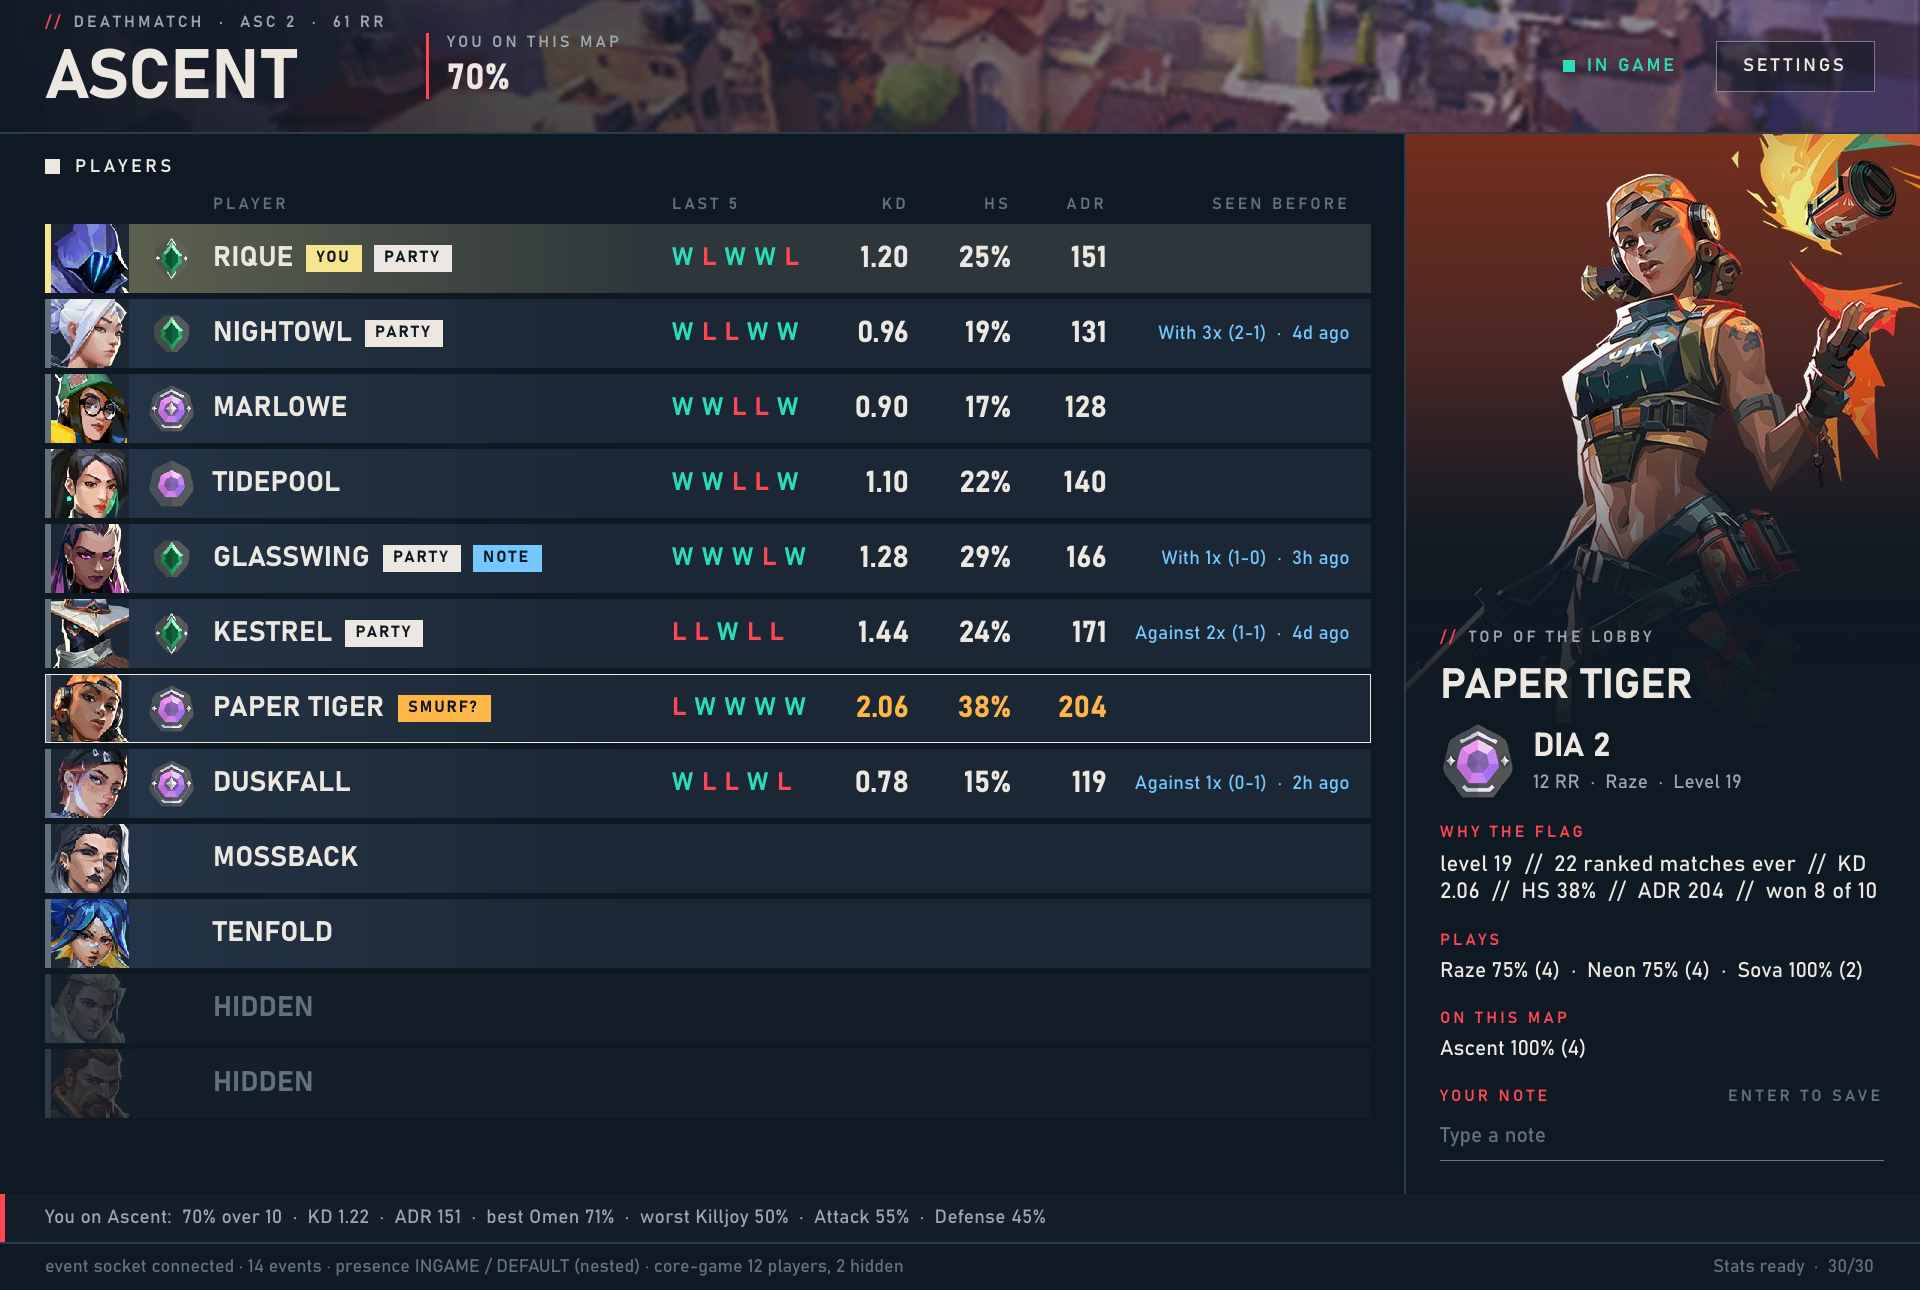 // DEATHMATCH · ASC 2 · 61 RR
ASCENT
YOU ON THIS MAP
70%
IN GAME
SETTINGS
PLAYERS
PLAYER LAST 5 KD HS ADR SEEN BEFORE
RIQUE YOU PARTY W L W W L 1.20 25% 151
NIGHTOWL PARTY W L L W W 0.96 19% 131 With 3x (2-1) · 4d ago
MARLOWE W W L L W 0.90 17% 128
TIDEPOOL W W L L W 1.10 22% 140
GLASSWING PARTY NOTE W W W L W 1.28 29% 166 With 1x (1-0) · 3h ago
KESTREL PARTY L L W L L 1.44 24% 171 Against 2x (1-1) · 4d ago
PAPER TIGER SMURF? L W W W W 2.06 38% 204
DUSKFALL W L L W L 0.78 15% 119 Against 1x (0-1) · 2h ago
MOSSBACK
TENFOLD
HIDDEN
HIDDEN
// TOP OF THE LOBBY
PAPER TIGER
DIA 2
12 RR · Raze · Level 19
WHY THE FLAG
level 19 // 22 ranked matches ever // KD
2.06 // HS 38% // ADR 204 // won 8 of 10
PLAYS
Raze 75% (4) · Neon 75% (4) · Sova 100% (2)
ON THIS MAP
Ascent 100% (4)
YOUR NOTE ENTER TO SAVE
Type a note
You on Ascent: 70% over 10 · KD 1.22 · ADR 151 · best Omen 71% · worst Killjoy 50% · Attack 55% · Defense 45%
event socket connected · 14 events · presence INGAME / DEFAULT (nested) · core-game 12 players, 2 hidden
Stats ready · 30/30